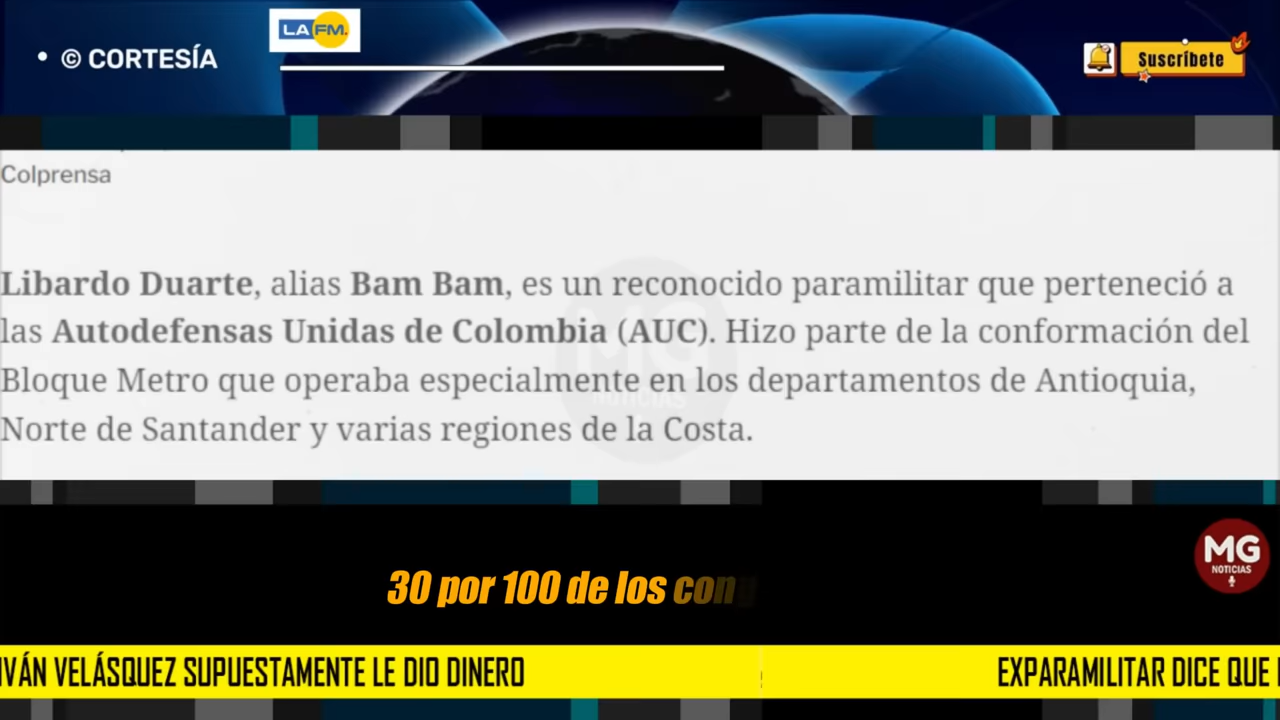 • © CORTESÍA
LA FM.
Suscríbete
Colprensa
Libardo Duarte, alias Bam Bam, es un reconocido paramilitar que perteneció a
las Autodefensas Unidas de Colombia (AUC). Hizo parte de la conformación del
Bloque Metro que operaba especialmente en los departamentos de Antioquia,
Norte de Santander y varias regiones de la Costa.
MG
NOTICIAS
30 por 100 de los con
MG
NOTICIAS
IVÁN VELÁSQUEZ SUPUESTAMENTE LE DIO DINERO
EXPARAMILITAR DICE QUE